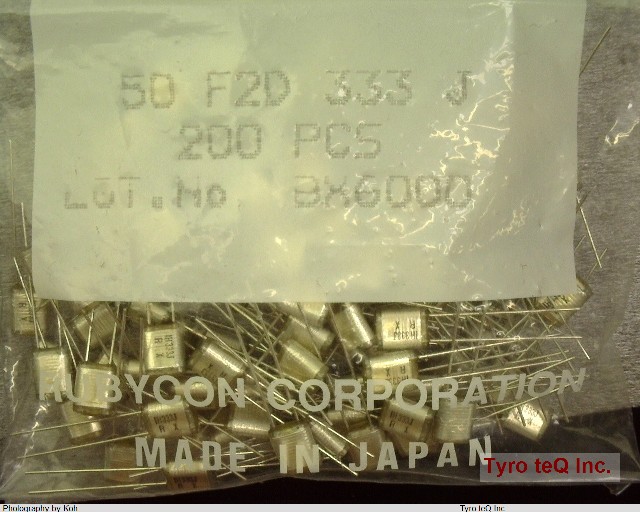 50 F2D 333 J
200 PCS
LOT.No. BX6000
RUBYCON CORPORATION
MADE IN JAPAN
Tyro teQ Inc.
Photography by Koh
Tyro teQ Inc